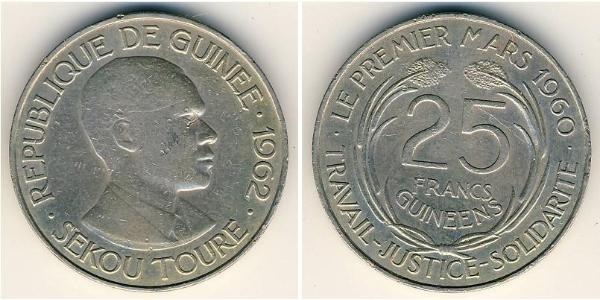 REPUBLIQUE DE GUINEE · 1962 ·
SEKOU TOURE ·
LE PREMIER MARS 1960 ·
25
FRANCS
GUINEENS
TRAVAIL-JUSTICE-SOLIDARITE ·